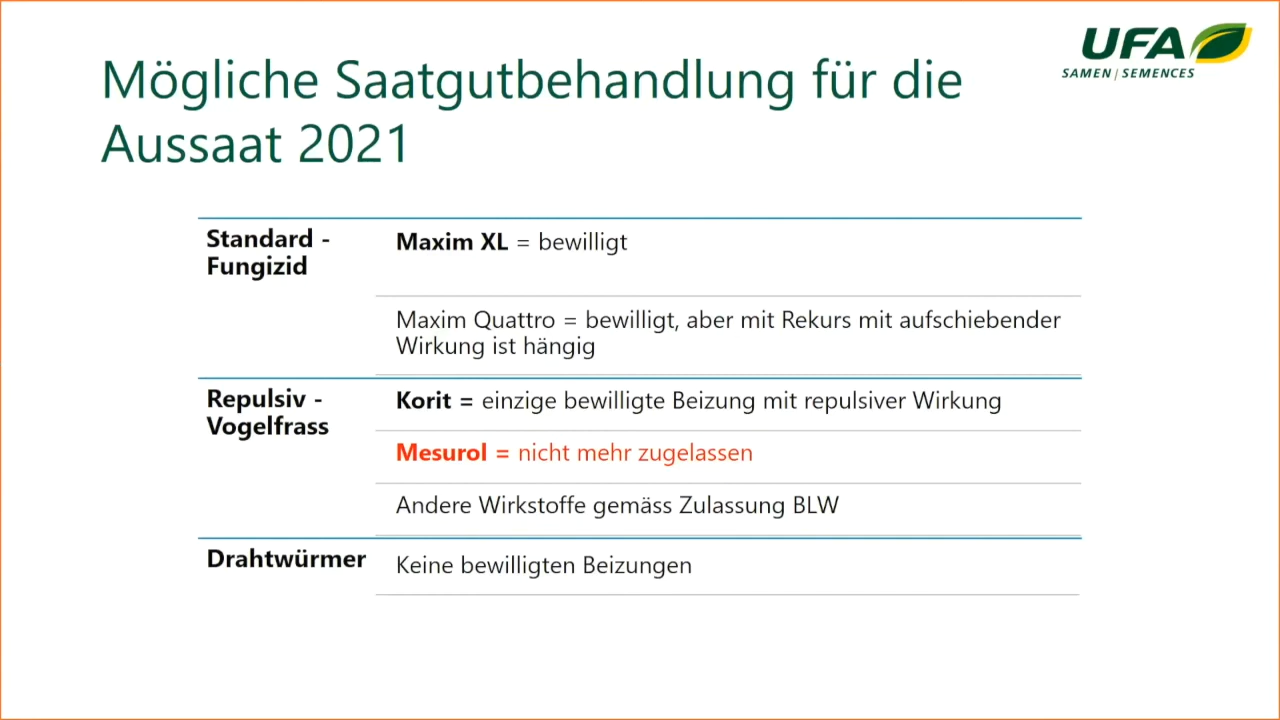 UFA
SAMEN | SEMENCES
Mögliche Saatgutbehandlung für die
Aussaat 2021
Standard -
Fungizid
Maxim XL = bewilligt
Maxim Quattro = bewilligt, aber mit Rekurs mit aufschiebender
Wirkung ist hängig
Repulsiv -
Vogelfrass
Korit = einzige bewilligte Beizung mit repulsiver Wirkung
Mesurol = nicht mehr zugelassen
Andere Wirkstoffe gemäss Zulassung BLW
Drahtwürmer
Keine bewilligten Beizungen